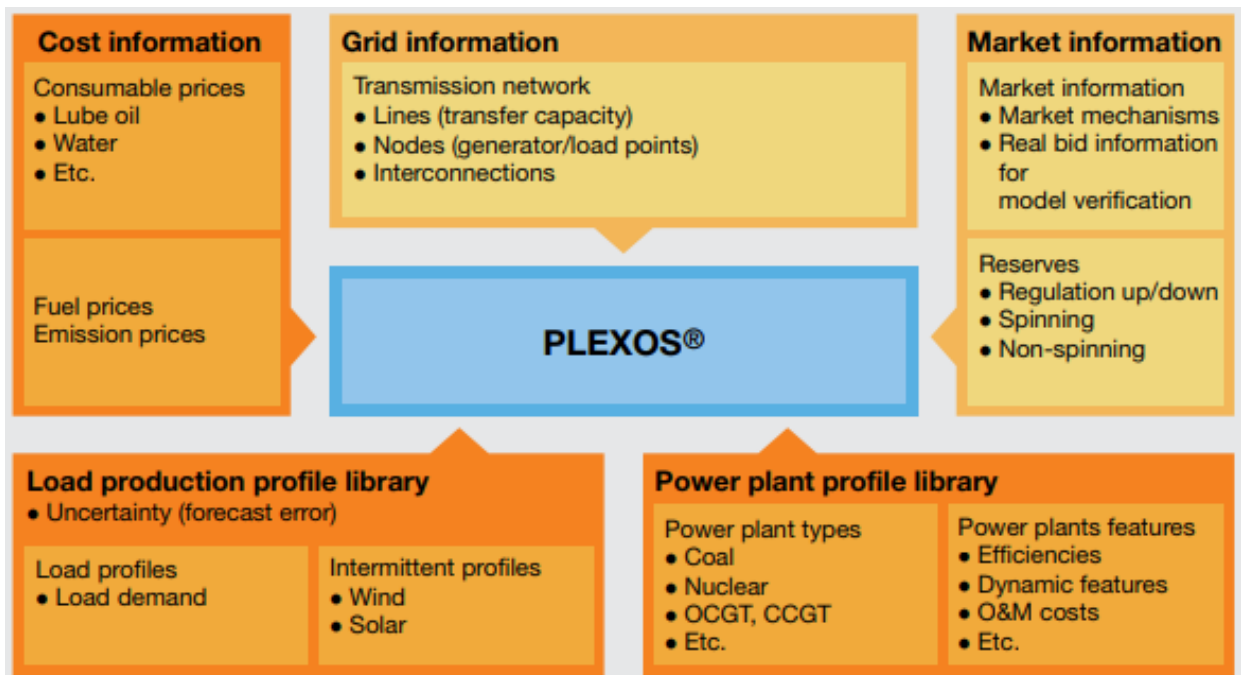 Cost information
Consumable prices
● Lube oil
● Water
● Etc.
Fuel prices
Emission prices
Grid information
Transmission network
● Lines (transfer capacity)
● Nodes (generator/load points)
● Interconnections
Market information
Market information
● Market mechanisms
● Real bid information
for
model verification
Reserves
● Regulation up/down
● Spinning
● Non-spinning
PLEXOS®
Load production profile library
● Uncertainty (forecast error)
Load profiles
● Load demand
Intermittent profiles
● Wind
● Solar
Power plant profile library
Power plant types
● Coal
● Nuclear
● OCGT, CCGT
● Etc.
Power plants features
● Efficiencies
● Dynamic features
● O&M costs
● Etc.